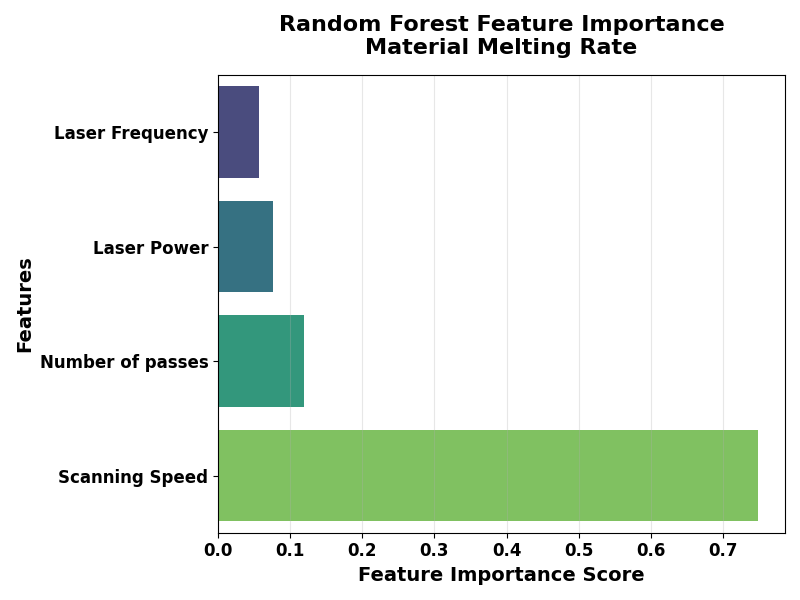 Random Forest Feature Importance
Material Melting Rate
Features
Laser Frequency
Laser Power
Number of passes
Scanning Speed
0.0 0.1 0.2 0.3 0.4 0.5 0.6 0.7
Feature Importance Score